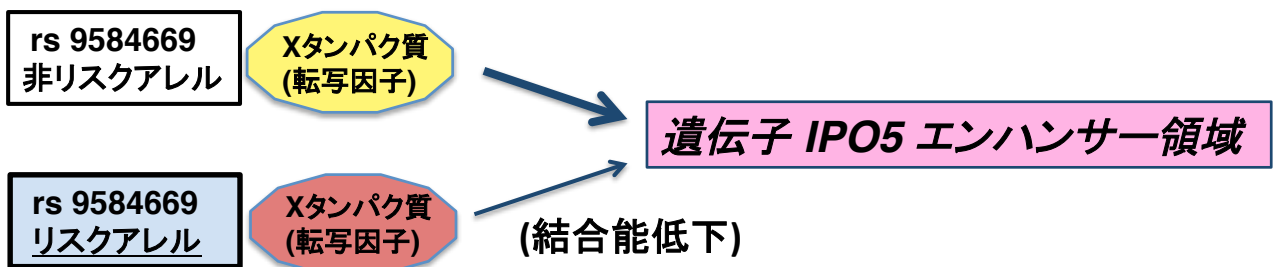 rs 9584669
非リスクアレル
Xタンパク質
(転写因子)
遺伝子 IPO5 エンハンサー領域
rs 9584669
リスクアレル
Xタンパク質
(転写因子)
(結合能低下)